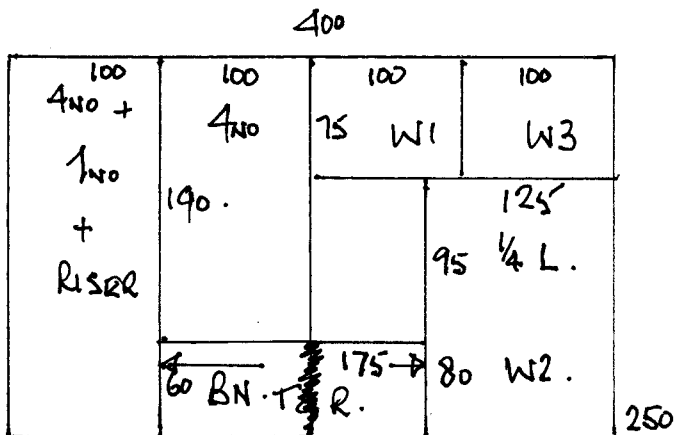 400
100 100 100 100
4NO +
1NO
+
RISER
4NO
75 W1 W3
190.
125
95 1/4 L.
60 BN. T R.
175
80 W2.
250